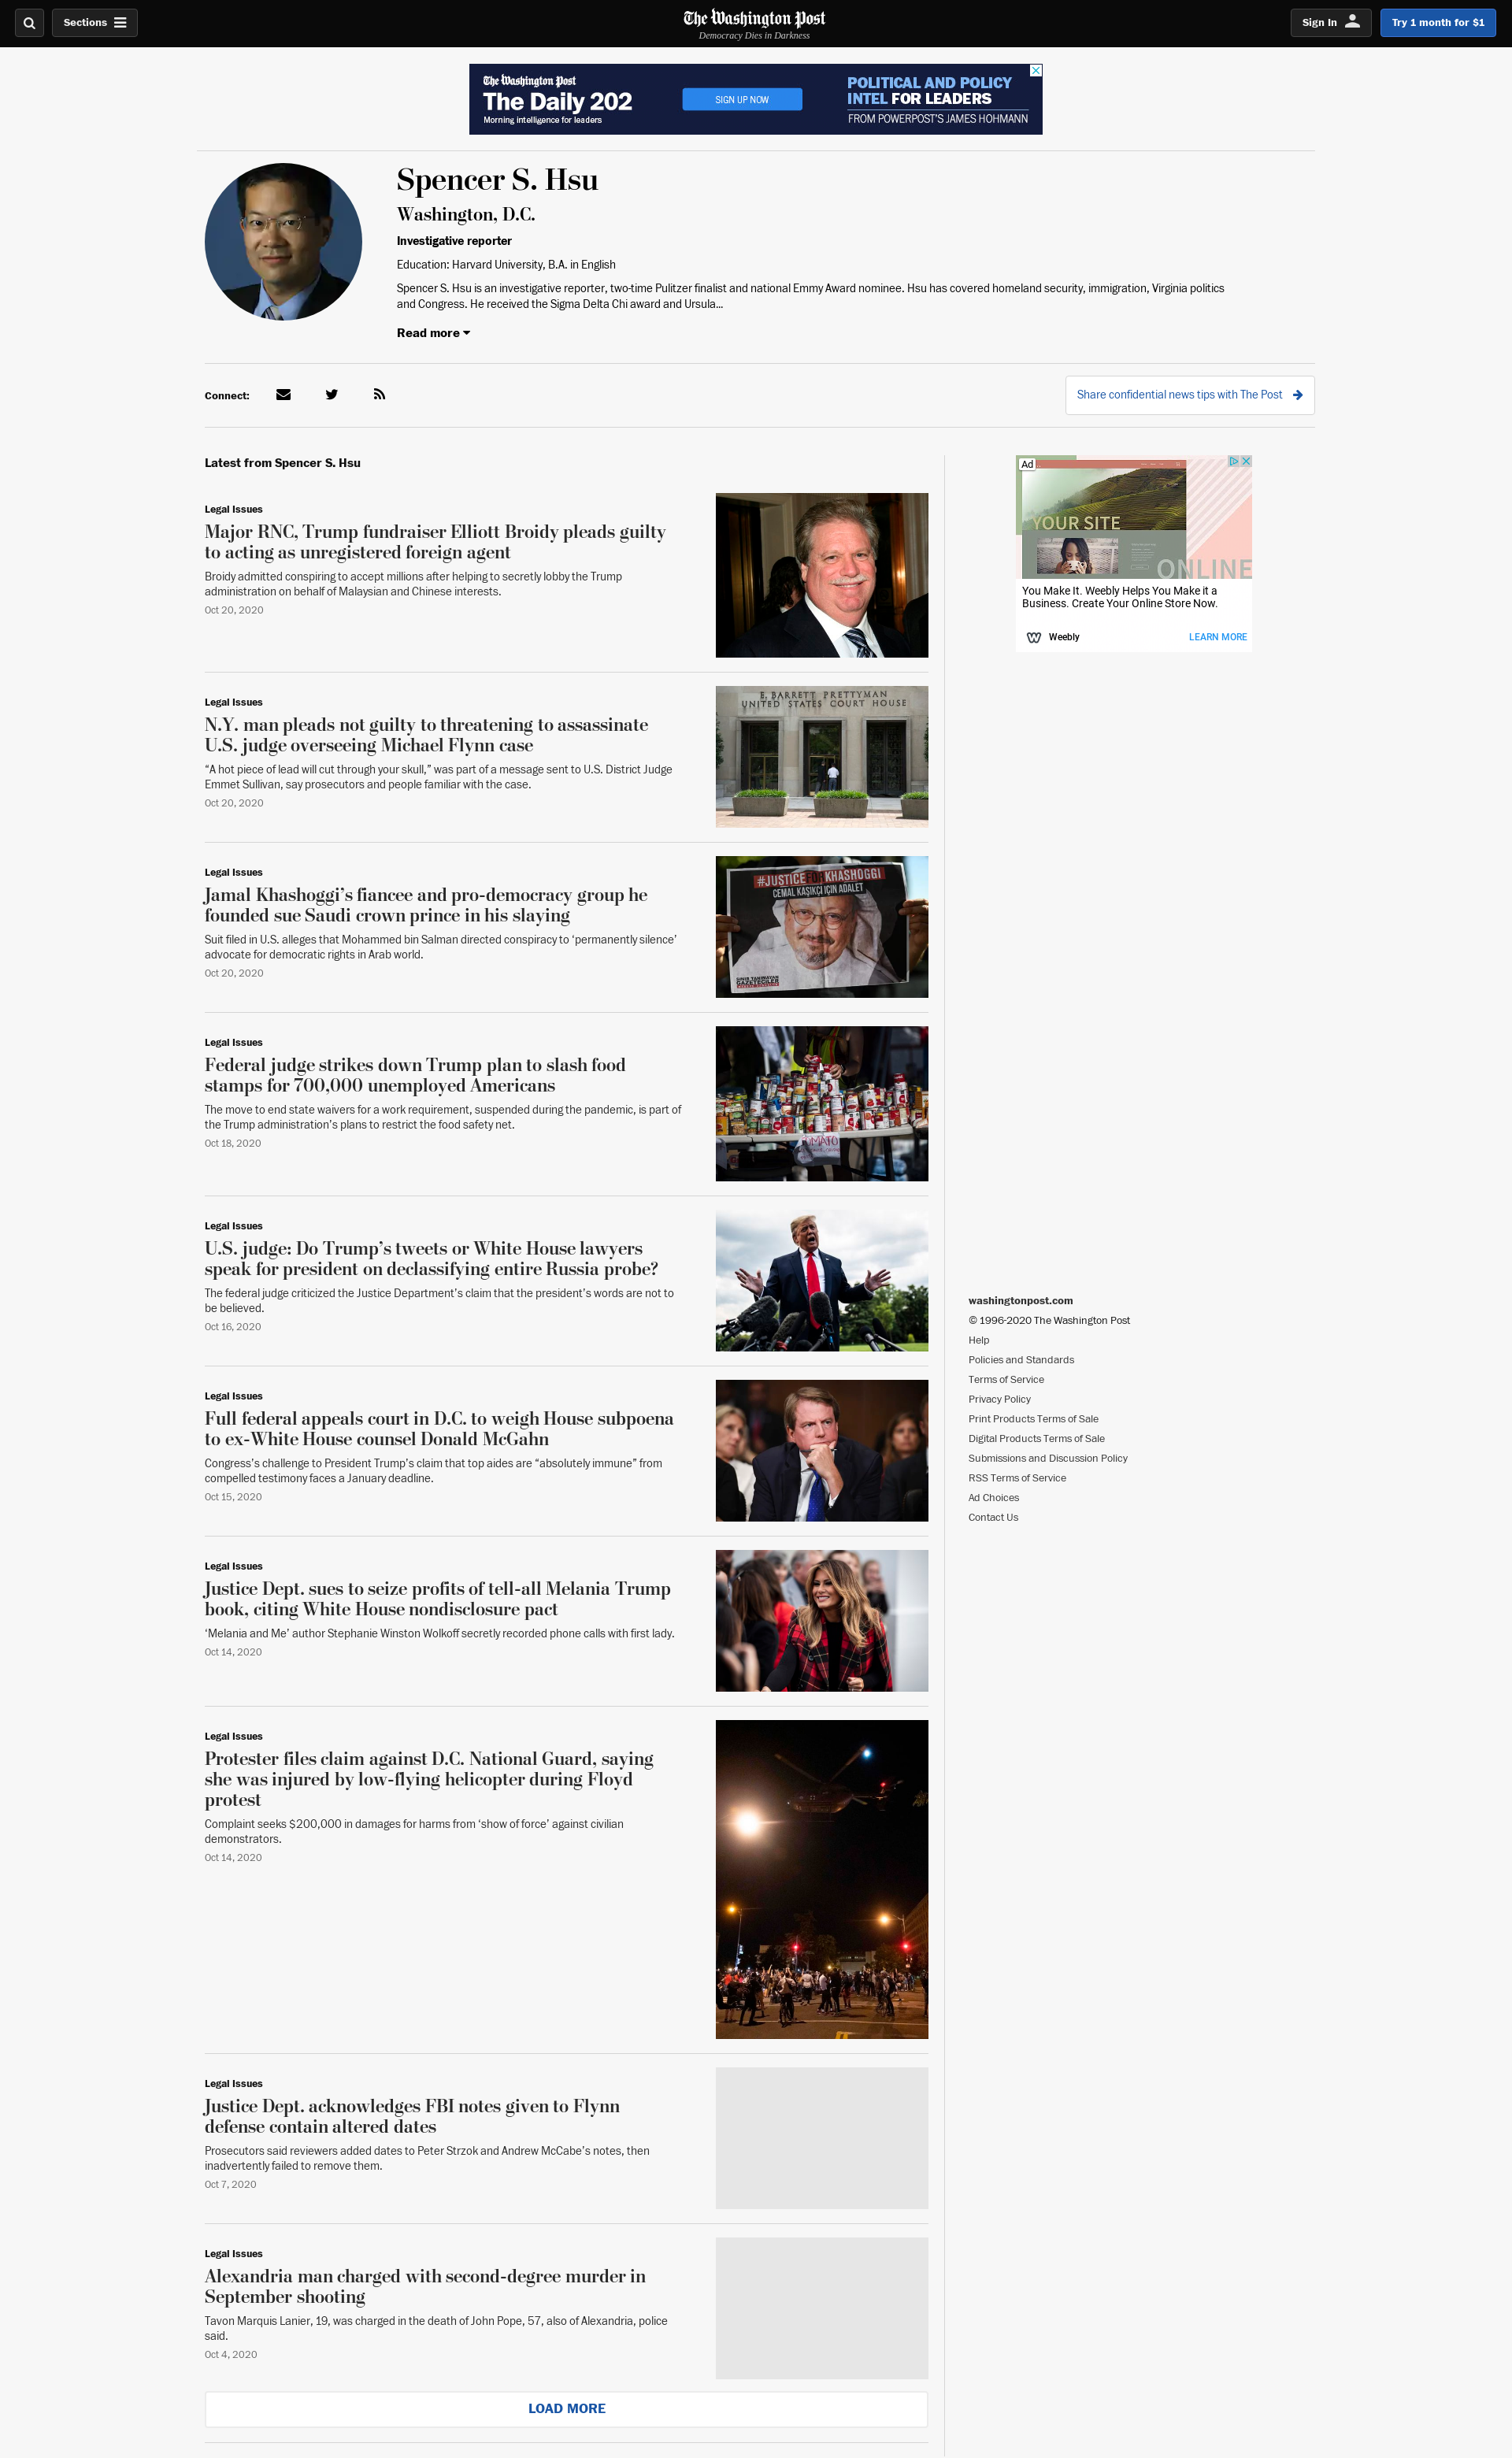 Sections
The Washington Post
Democracy Dies in Darkness
Sign In
Try 1 month for $1
The Washington Post
The Daily 202
Morning intelligence for leaders
SIGN UP NOW
POLITICAL AND POLICY
INTEL FOR LEADERS
FROM POWERPOST'S JAMES HOHMANN
Spencer S. Hsu
Washington, D.C.
Investigative reporter
Education: Harvard University, B.A. in English
Spencer S. Hsu is an investigative reporter, two-time Pulitzer finalist and national Emmy Award nominee. Hsu has covered homeland security, immigration, Virginia politics
and Congress. He received the Sigma Delta Chi award and Ursula...
Read more
Connect:
Share confidential news tips with The Post
Latest from Spencer S. Hsu
Legal Issues
Major RNC, Trump fundraiser Elliott Broidy pleads guilty
to acting as unregistered foreign agent
Broidy admitted conspiring to accept millions after helping to secretly lobby the Trump
administration on behalf of Malaysian and Chinese interests.
Oct 20, 2020
Legal Issues
N.Y. man pleads not guilty to threatening to assassinate
U.S. judge overseeing Michael Flynn case
“A hot piece of lead will cut through your skull,” was part of a message sent to U.S. District Judge
Emmet Sullivan, say prosecutors and people familiar with the case.
Oct 20, 2020
E. BARRETT PRETTYMAN
UNITED STATES COURT HOUSE
Legal Issues
Jamal Khashoggi’s fiancee and pro-democracy group he
founded sue Saudi crown prince in his slaying
Suit filed in U.S. alleges that Mohammed bin Salman directed conspiracy to ‘permanently silence’
advocate for democratic rights in Arab world.
Oct 20, 2020
#JUSTICEFORKHASHOGGI
CEMAL KAŞIKÇI İÇİN ADALET
Legal Issues
Federal judge strikes down Trump plan to slash food
stamps for 700,000 unemployed Americans
The move to end state waivers for a work requirement, suspended during the pandemic, is part of
the Trump administration’s plans to restrict the food safety net.
Oct 18, 2020
TOMATO
Legal Issues
U.S. judge: Do Trump’s tweets or White House lawyers
speak for president on declassifying entire Russia probe?
The federal judge criticized the Justice Department’s claim that the president’s words are not to
be believed.
Oct 16, 2020
Legal Issues
Full federal appeals court in D.C. to weigh House subpoena
to ex-White House counsel Donald McGahn
Congress’s challenge to President Trump’s claim that top aides are “absolutely immune” from
compelled testimony faces a January deadline.
Oct 15, 2020
Legal Issues
Justice Dept. sues to seize profits of tell-all Melania Trump
book, citing White House nondisclosure pact
‘Melania and Me’ author Stephanie Winston Wolkoff secretly recorded phone calls with first lady.
Oct 14, 2020
Legal Issues
Protester files claim against D.C. National Guard, saying
she was injured by low-flying helicopter during Floyd
protest
Complaint seeks $200,000 in damages for harms from ‘show of force’ against civilian
demonstrators.
Oct 14, 2020
Legal Issues
Justice Dept. acknowledges FBI notes given to Flynn
defense contain altered dates
Prosecutors said reviewers added dates to Peter Strzok and Andrew McCabe’s notes, then
inadvertently failed to remove them.
Oct 7, 2020
Legal Issues
Alexandria man charged with second-degree murder in
September shooting
Tavon Marquis Lanier, 19, was charged in the death of John Pope, 57, also of Alexandria, police
said.
Oct 4, 2020
LOAD MORE
Ad
YOUR SITE
ONLINE
You Make It. Weebly Helps You Make it a
Business. Create Your Online Store Now.
Weebly
LEARN MORE
washingtonpost.com
© 1996-2020 The Washington Post
Help
Policies and Standards
Terms of Service
Privacy Policy
Print Products Terms of Sale
Digital Products Terms of Sale
Submissions and Discussion Policy
RSS Terms of Service
Ad Choices
Contact Us